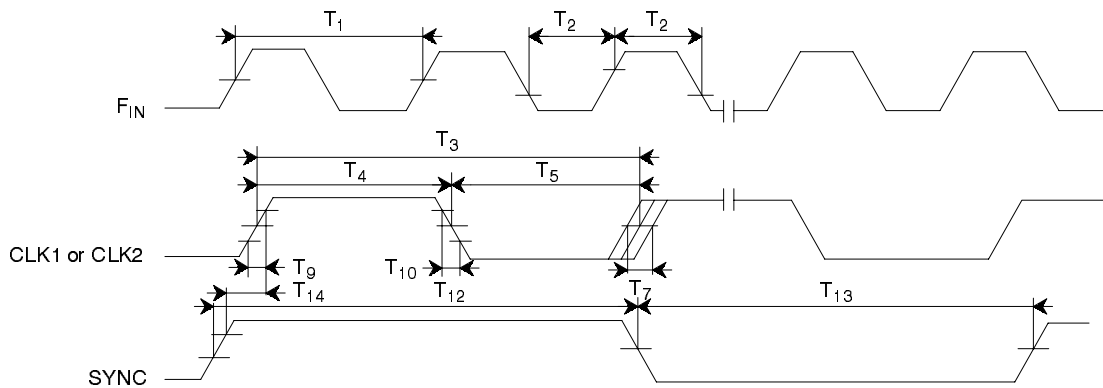 T1 T2 T2
FIN
T3
T4 T5
CLK1 or CLK2
T9 T10 T7
T14 T12 T13
SYNC